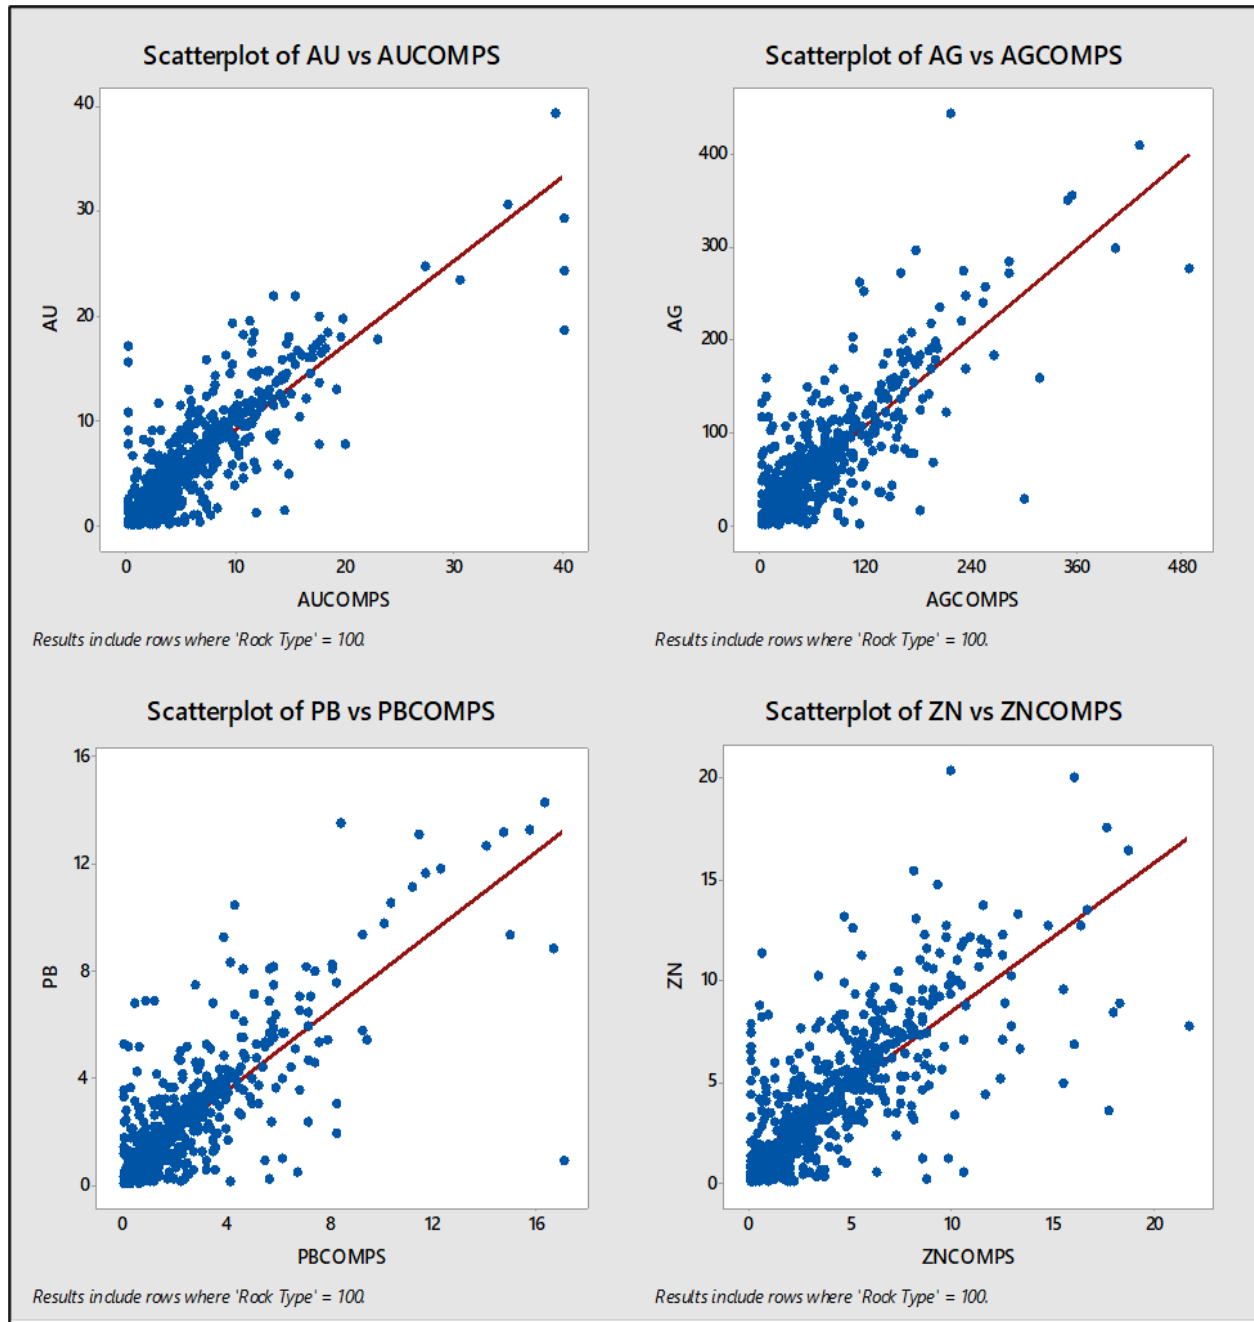 Scatterplot of AU vs AUCOMPS
40
30
20
10
0
AU
0 10 20 30 40
AUCOMPS
Results include rows where 'Rock Type' = 100.
Scatterplot of AG vs AGCOMPS
400
300
200
100
0
AG
0 120 240 360 480
AGCOMPS
Results include rows where 'Rock Type' = 100.
Scatterplot of PB vs PBCOMPS
16
12
8
4
0
PB
0 4 8 12 16
PBCOMPS
Results include rows where 'Rock Type' = 100.
Scatterplot of ZN vs ZNCOMPS
20
15
10
5
0
ZN
0 5 10 15 20
ZNCOMPS
Results include rows where 'Rock Type' = 100.